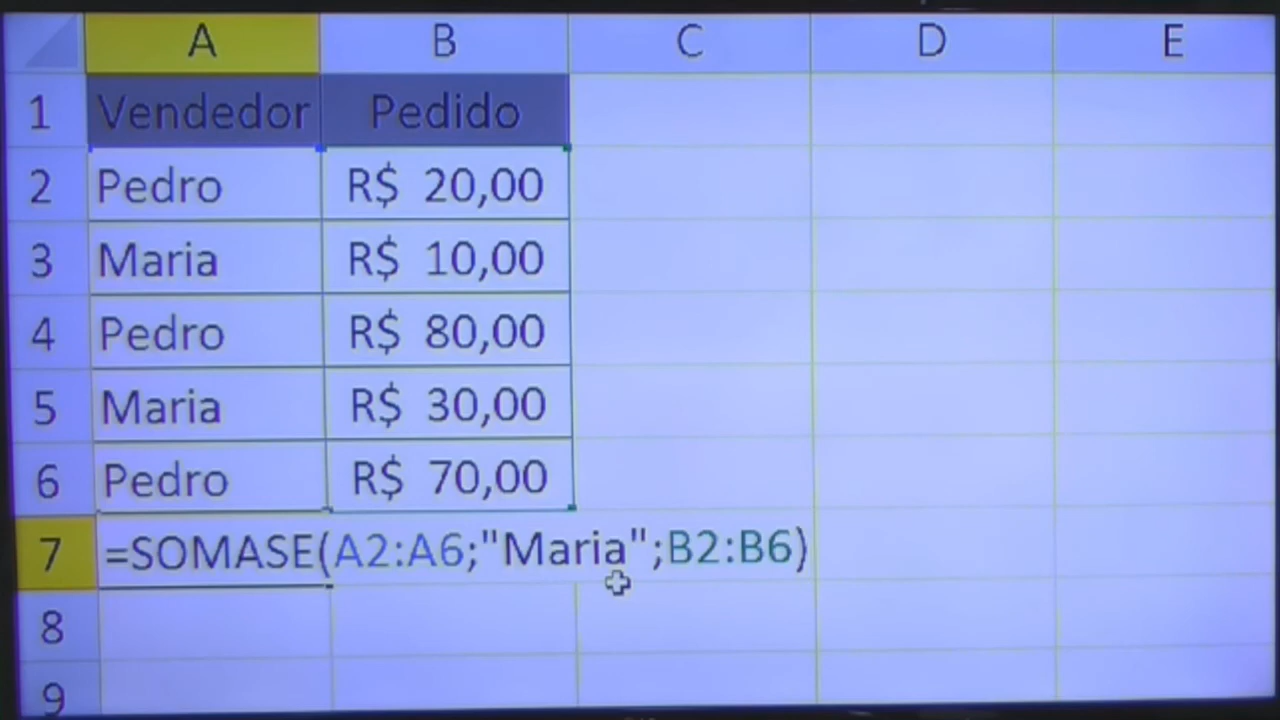 A B C D E
1 Vendedor Pedido
2 Pedro R$ 20,00
3 Maria R$ 10,00
4 Pedro R$ 80,00
5 Maria R$ 30,00
6 Pedro R$ 70,00
7 =SOMASE(A2:A6;"Maria";B2:B6)
8
9